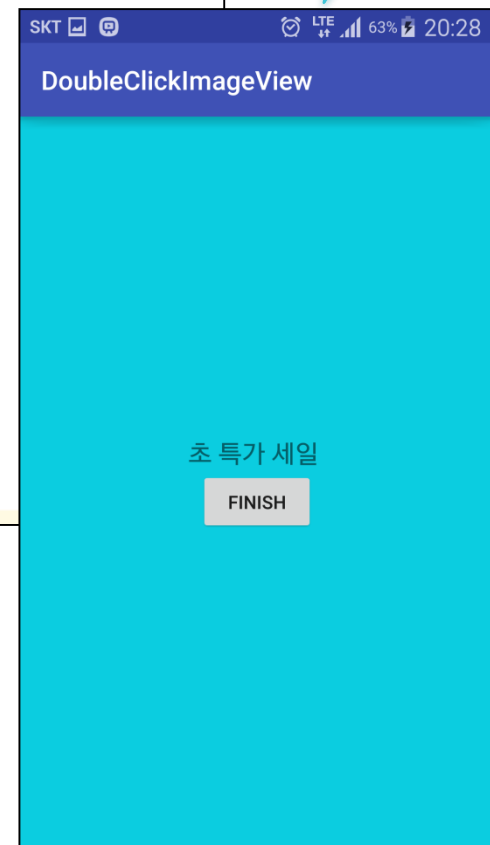 SKT LTE 63% 20:28
DoubleClickImageView
초 특가 세일
FINISH